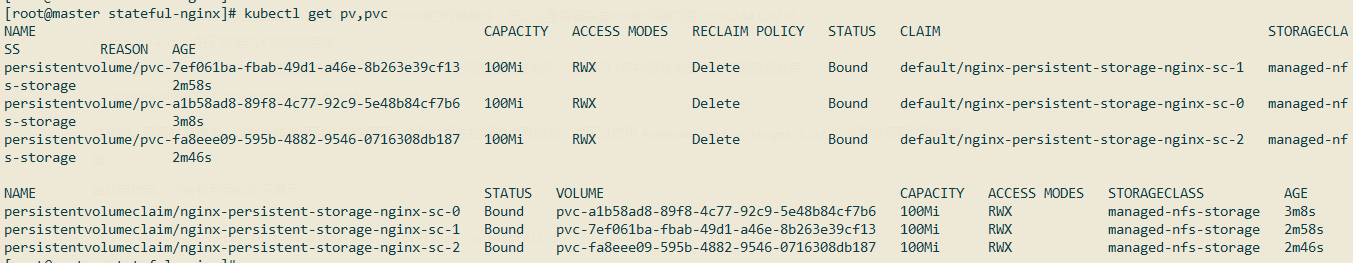 [root@master stateful-nginx]# kubectl get pv,pvc
NAME CAPACITY ACCESS MODES RECLAIM POLICY STATUS CLAIM STORAGECLA
SS REASON AGE
persistentvolume/pvc-7ef061ba-fbab-49d1-a46e-8b263e39cf13 100Mi RWX Delete Bound default/nginx-persistent-storage-nginx-sc-1 managed-nf
s-storage 2m58s
persistentvolume/pvc-a1b58ad8-89f8-4c77-92c9-5e48b84cf7b6 100Mi RWX Delete Bound default/nginx-persistent-storage-nginx-sc-0 managed-nf
s-storage 3m8s
persistentvolume/pvc-fa8eee09-595b-4882-9546-0716308db187 100Mi RWX Delete Bound default/nginx-persistent-storage-nginx-sc-2 managed-nf
s-storage 2m46s
NAME STATUS VOLUME CAPACITY ACCESS MODES STORAGECLASS AGE
persistentvolumeclaim/nginx-persistent-storage-nginx-sc-0 Bound pvc-a1b58ad8-89f8-4c77-92c9-5e48b84cf7b6 100Mi RWX managed-nfs-storage 3m8s
persistentvolumeclaim/nginx-persistent-storage-nginx-sc-1 Bound pvc-7ef061ba-fbab-49d1-a46e-8b263e39cf13 100Mi RWX managed-nfs-storage 2m58s
persistentvolumeclaim/nginx-persistent-storage-nginx-sc-2 Bound pvc-fa8eee09-595b-4882-9546-0716308db187 100Mi RWX managed-nfs-storage 2m46s